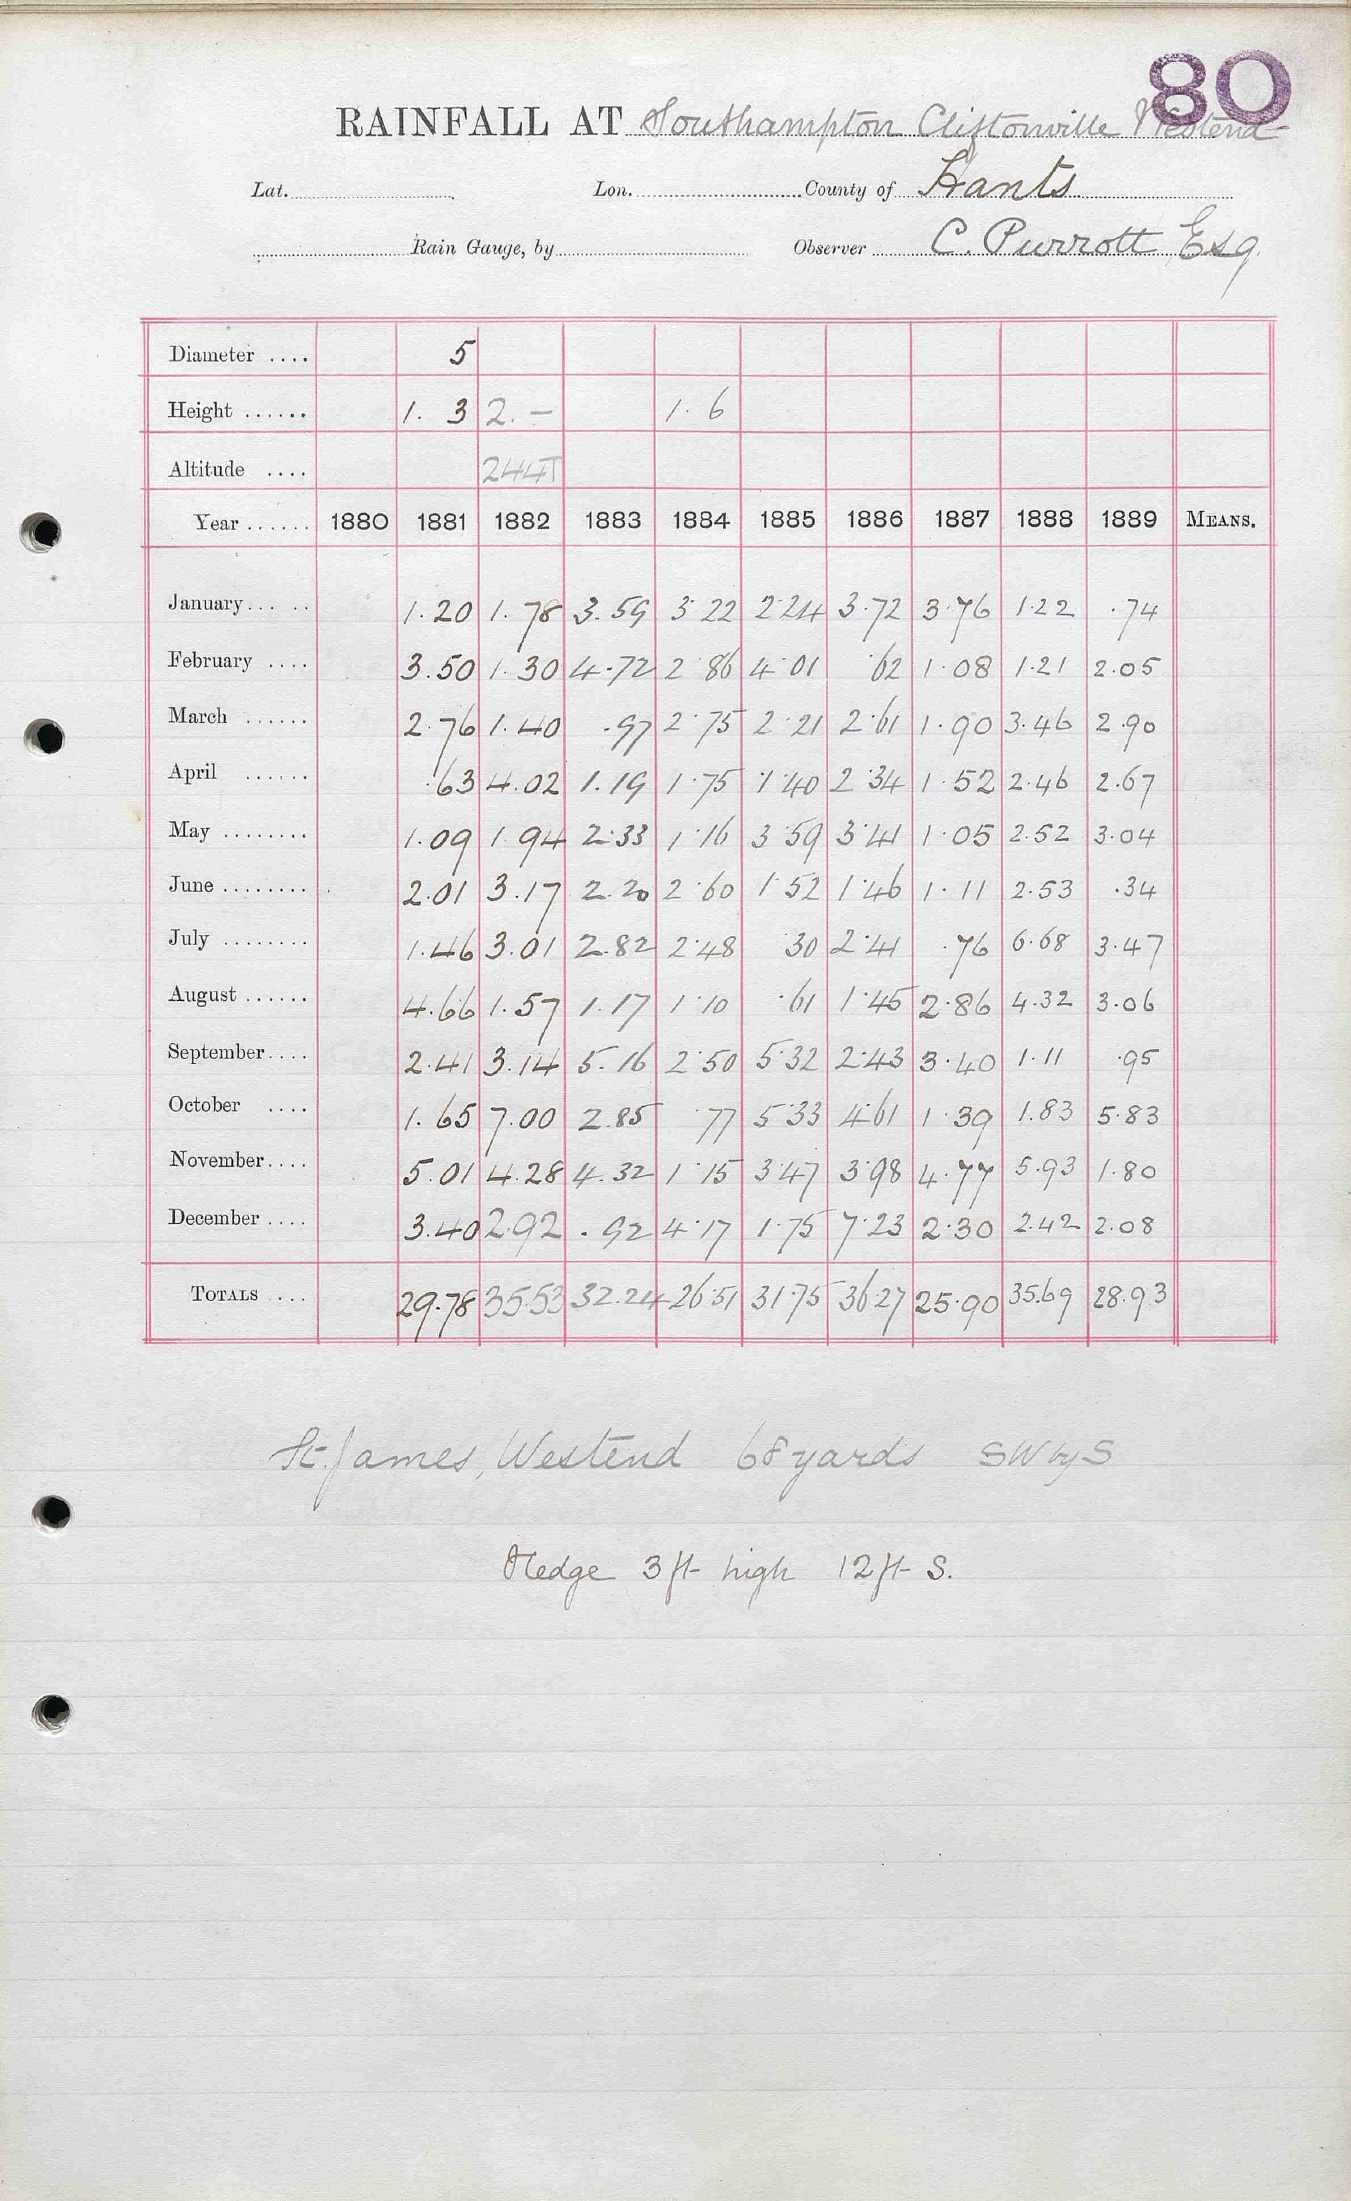 80
RAINFALL AT Southampton Cliftonville Westend
Lat. Lon. County of Hants
Rain Gauge, by Observer C. Purrott Esq.
Diameter .... 5
Height ...... 1. 3 2. – 1. 6
Altitude .... 244T
Year ...... 1880 1881 1882 1883 1884 1885 1886 1887 1888 1889 MEANS.
January... .. 1.20 1.78 3.59 3.22 2.24 3.72 3.76 1.22 .74
February .... 3.50 1.30 4.72 2.86 4.01 .62 1.08 1.21 2.05
March ...... 2.76 1.40 .97 2.75 2.21 2.61 1.90 3.46 2.90
April ...... .63 4.02 1.19 1.75 1.40 2.34 1.52 2.46 2.67
May ........ 1.09 1.94 2.33 1.16 3.59 3.41 1.05 2.52 3.04
June ........ 2.01 3.17 2.20 2.60 1.52 1.46 1.11 2.53 .34
July ........ 1.46 3.01 2.82 2.48 .30 2.41 .76 6.68 3.47
August ...... 4.66 1.57 1.17 1.10 .61 1.45 2.86 4.32 3.06
September.... 2.41 3.14 5.16 2.50 5.32 2.43 3.40 1.11 .95
October .... 1.65 7.00 2.85 .77 5.33 4.61 1.39 1.83 5.83
November.... 5.01 4.28 4.32 1.15 3.47 3.98 4.77 5.93 1.80
December .... 3.40 2.92 .92 4.17 1.75 7.23 2.30 2.42 2.08
TOTALS .... 29.78 35.53 32.24 26.51 31.75 36.27 25.90 35.69 28.93
St. James, Westend 68 yards SW by S
Hedge 3 ft high 12 ft S.